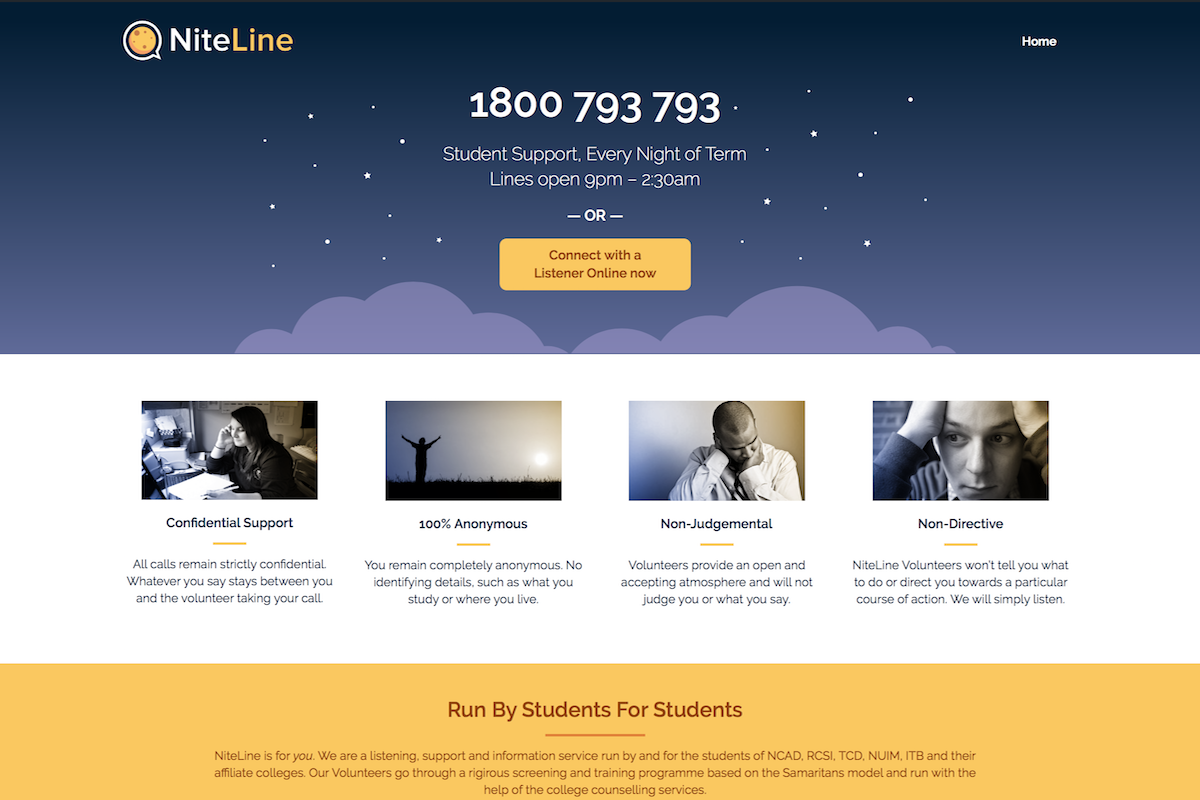 NiteLine
Home
1800 793 793
Student Support, Every Night of Term
Lines open 9pm – 2:30am
— OR —
Connect with a
Listener Online now
Confidential Support
All calls remain strictly confidential.
Whatever you say stays between you
and the volunteer taking your call.
100% Anonymous
You remain completely anonymous. No
identifying details, such as what you
study or where you live.
Non-Judgemental
Volunteers provide an open and
accepting atmosphere and will not
judge you or what you say.
Non-Directive
NiteLine Volunteers won't tell you what
to do or direct you towards a particular
course of action. We will simply listen.
Run By Students For Students
NiteLine is for you. We are a listening, support and information service run by and for the students of NCAD, RCSI, TCD, NUIM, ITB and their
affiliate colleges. Our Volunteers go through a rigirous screening and training programme based on the Samaritans model and run with the
help of the college counselling services.